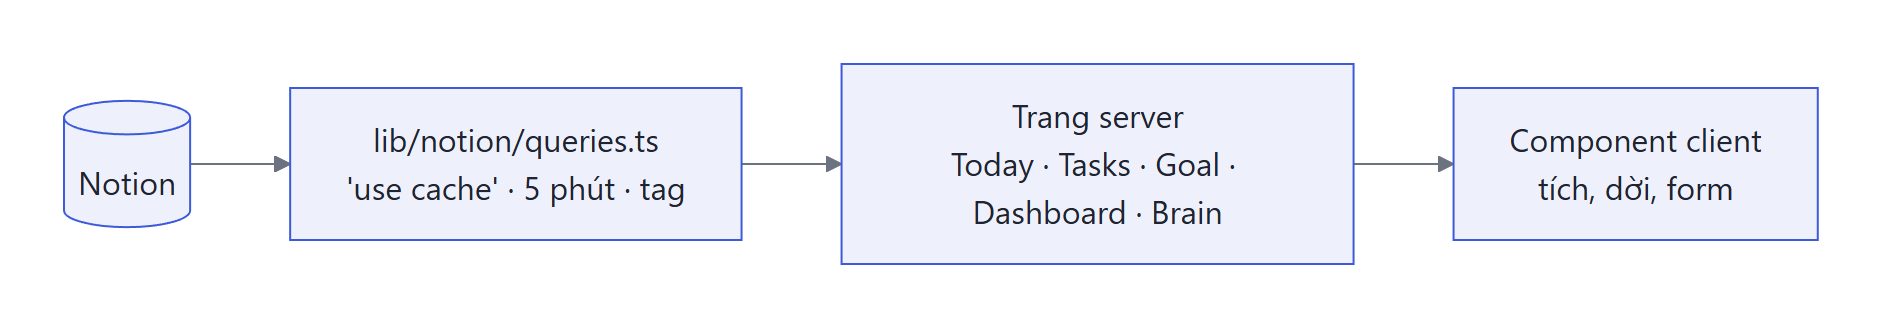 Notion
lib/notion/queries.ts
'use cache' · 5 phút · tag
Trang server
Today · Tasks · Goal ·
Dashboard · Brain
Component client
tích, dời, form